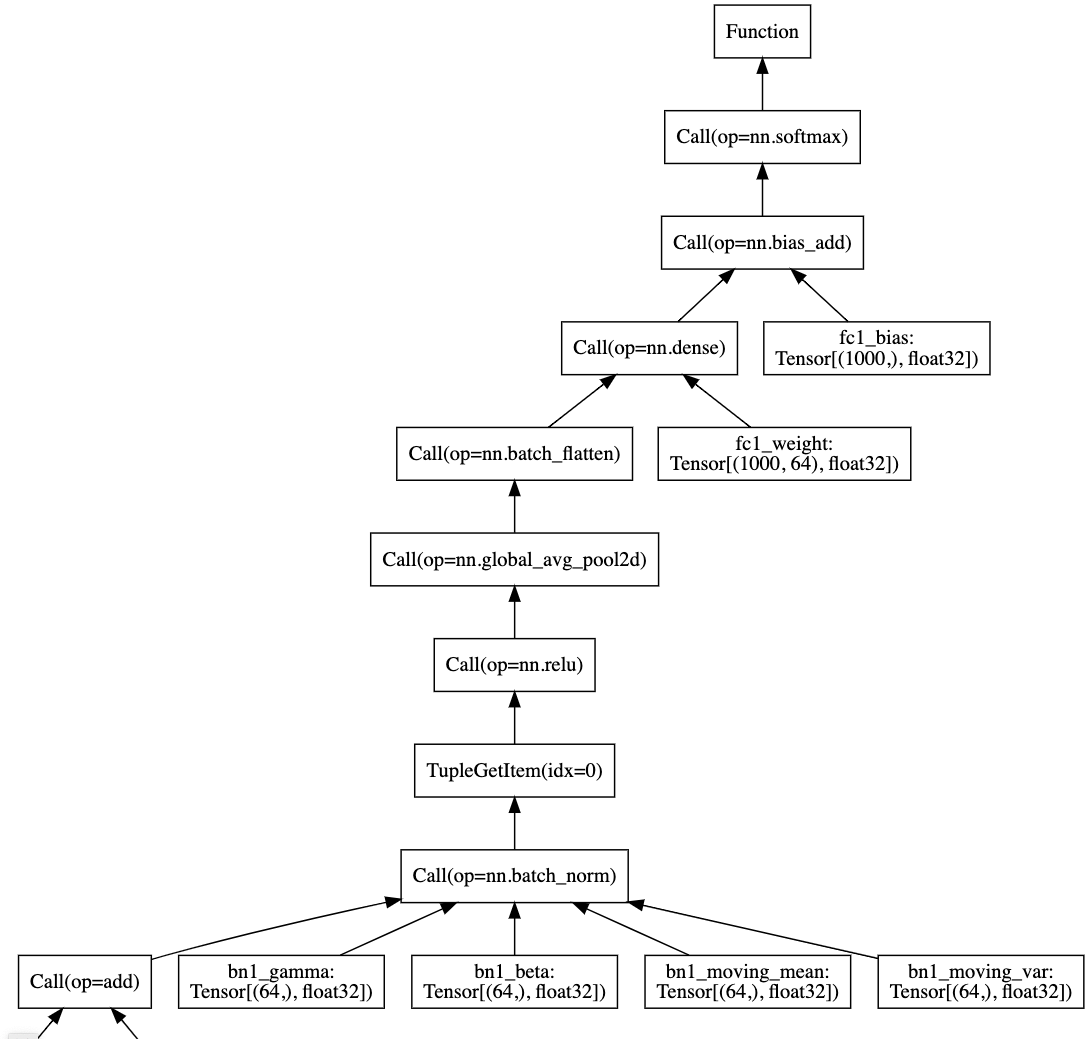 Function
Call(op=nn.softmax)
Call(op=nn.bias_add)
Call(op=nn.dense)
fc1_bias:
Tensor[(1000,), float32])
Call(op=nn.batch_flatten)
fc1_weight:
Tensor[(1000, 64), float32])
Call(op=nn.global_avg_pool2d)
Call(op=nn.relu)
TupleGetItem(idx=0)
Call(op=nn.batch_norm)
Call(op=add)
bn1_gamma:
Tensor[(64,), float32])
bn1_beta:
Tensor[(64,), float32])
bn1_moving_mean:
Tensor[(64,), float32])
bn1_moving_var:
Tensor[(64,), float32])